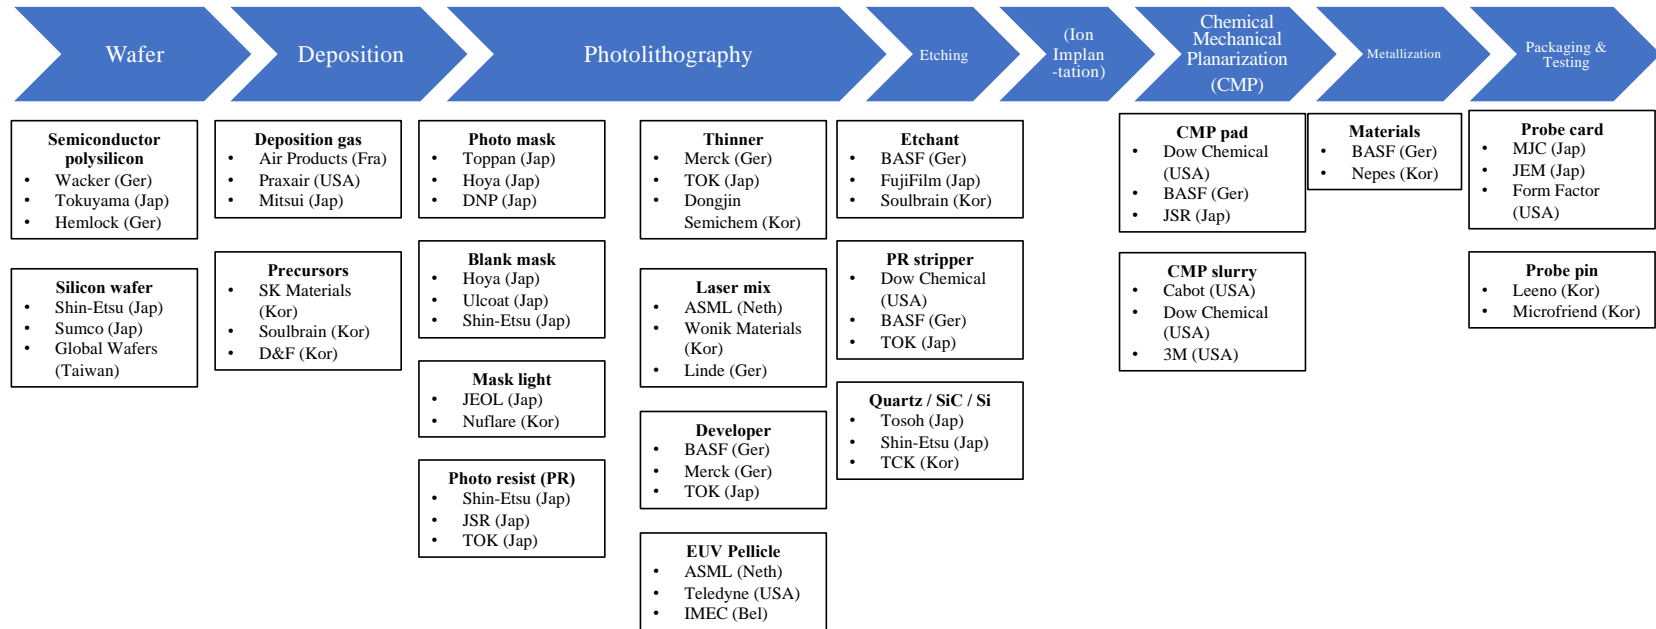 Wafer
Deposition
Photolithography
Etching
(Ion
Implan
-tation)
Chemical
Mechanical
Planarization
(CMP)
Metallization
Packaging &
Testing
Semiconductor
polysilicon
• Wacker (Ger)
• Tokuyama (Jap)
• Hemlock (Ger)
Silicon wafer
• Shin-Etsu (Jap)
• Sumco (Jap)
• Global Wafers
(Taiwan)
Deposition gas
• Air Products (Fra)
• Praxair (USA)
• Mitsui (Jap)
Precursors
• SK Materials
(Kor)
• Soulbrain (Kor)
• D&F (Kor)
Photo mask
• Toppan (Jap)
• Hoya (Jap)
• DNP (Jap)
Blank mask
• Hoya (Jap)
• Ulcoat (Jap)
• Shin-Etsu (Jap)
Mask light
• JEOL (Jap)
• Nuflare (Kor)
Photo resist (PR)
• Shin-Etsu (Jap)
• JSR (Jap)
• TOK (Jap)
Thinner
• Merck (Ger)
• TOK (Jap)
• Dongjin
Semichem (Kor)
Laser mix
• ASML (Neth)
• Wonik Materials
(Kor)
• Linde (Ger)
Developer
• BASF (Ger)
• Merck (Ger)
• TOK (Jap)
EUV Pellicle
• ASML (Neth)
• Teledyne (USA)
• IMEC (Bel)
Etchant
• BASF (Ger)
• FujiFilm (Jap)
• Soulbrain (Kor)
PR stripper
• Dow Chemical
(USA)
• BASF (Ger)
• TOK (Jap)
Quartz / SiC / Si
• Tosoh (Jap)
• Shin-Etsu (Jap)
• TCK (Kor)
CMP pad
• Dow Chemical
(USA)
• BASF (Ger)
• JSR (Jap)
CMP slurry
• Cabot (USA)
• Dow Chemical
(USA)
• 3M (USA)
Materials
• BASF (Ger)
• Nepes (Kor)
Probe card
• MJC (Jap)
• JEM (Jap)
• Form Factor
(USA)
Probe pin
• Leeno (Kor)
• Microfriend (Kor)